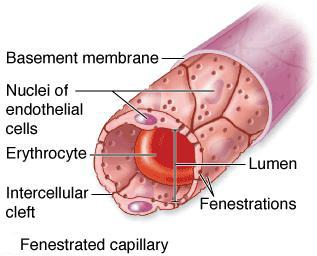 Basement membrane
Nuclei of
endothelial
cells
Erythrocyte
Lumen
Intercellular
cleft
Fenestrations
Fenestrated capillary